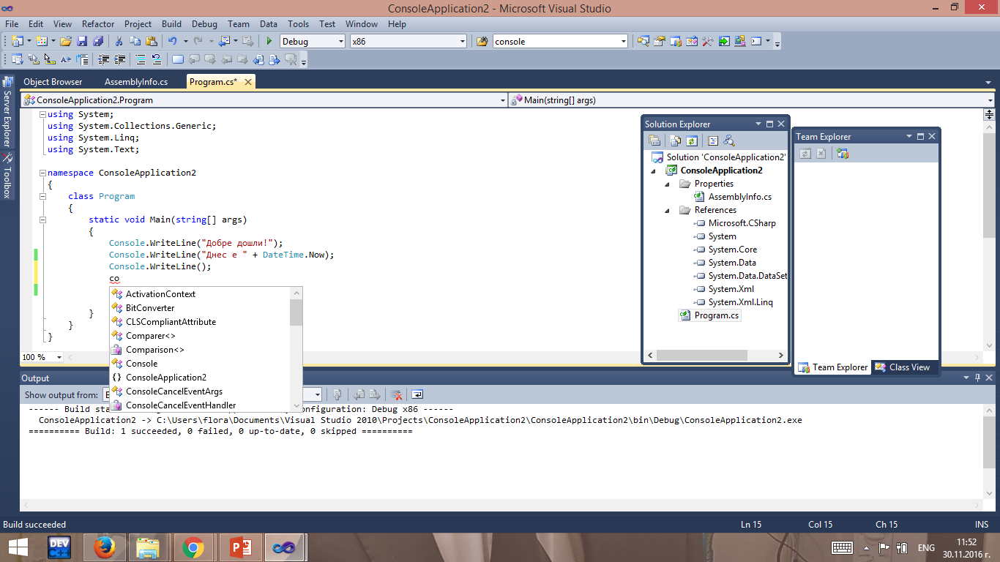 ConsoleApplication2 - Microsoft Visual Studio
File Edit View Refactor Project Build Debug Team Data Tools Test Window Help
Debug x86 console
Object Browser AssemblyInfo.cs Program.cs*
ConsoleApplication2.Program Main(string[] args)
Server Explorer
Toolbox
using System;
using System.Collections.Generic;
using System.Linq;
using System.Text;
namespace ConsoleApplication2
{
class Program
{
static void Main(string[] args)
{
Console.WriteLine("Добре дошли!");
Console.WriteLine("Днес е " + DateTime.Now);
Console.WriteLine();
co
}
}
}
ActivationContext
BitConverter
CLSCompliantAttribute
Comparer<>
Comparison<>
Console
{} ConsoleApplication2
ConsoleCancelEventArgs
ConsoleCancelEventHandler
100 %
Solution Explorer
Solution 'ConsoleApplication2'
ConsoleApplication2
Properties
AssemblyInfo.cs
References
Microsoft.CSharp
System
System.Core
System.Data
System.Data.DataSet
System.Xml
System.Xml.Linq
Program.cs
Team Explorer
Team Explorer Class View
Output
Show output from:
------ Build onfiguration: Debug x86 ------
ConsoleApplication2 -> C:\Users\flora\Documents\Visual Studio 2010\Projects\ConsoleApplication2\ConsoleApplication2\bin\Debug\ConsoleApplication2.exe
========== Build: 1 succeeded, 0 failed, 0 up-to-date, 0 skipped ==========
Build succeeded Ln 15 Col 15 Ch 15 INS
DEV C++
ENG
11:52
30.11.2016 г.